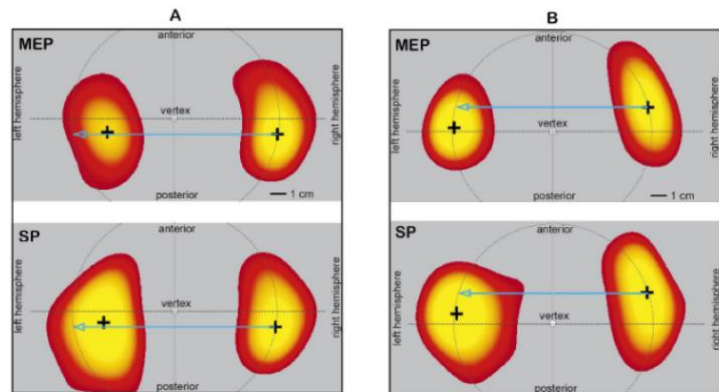 A
MEP
anterior
left hemisphere
vertex
right hemisphere
posterior
1 cm
SP
anterior
left hemisphere
vertex
right hemisphere
posterior
B
MEP
anterior
left hemisphere
vertex
right hemisphere
posterior
1 cm
SP
anterior
left hemisphere
vertex
right hemisphere
posterior